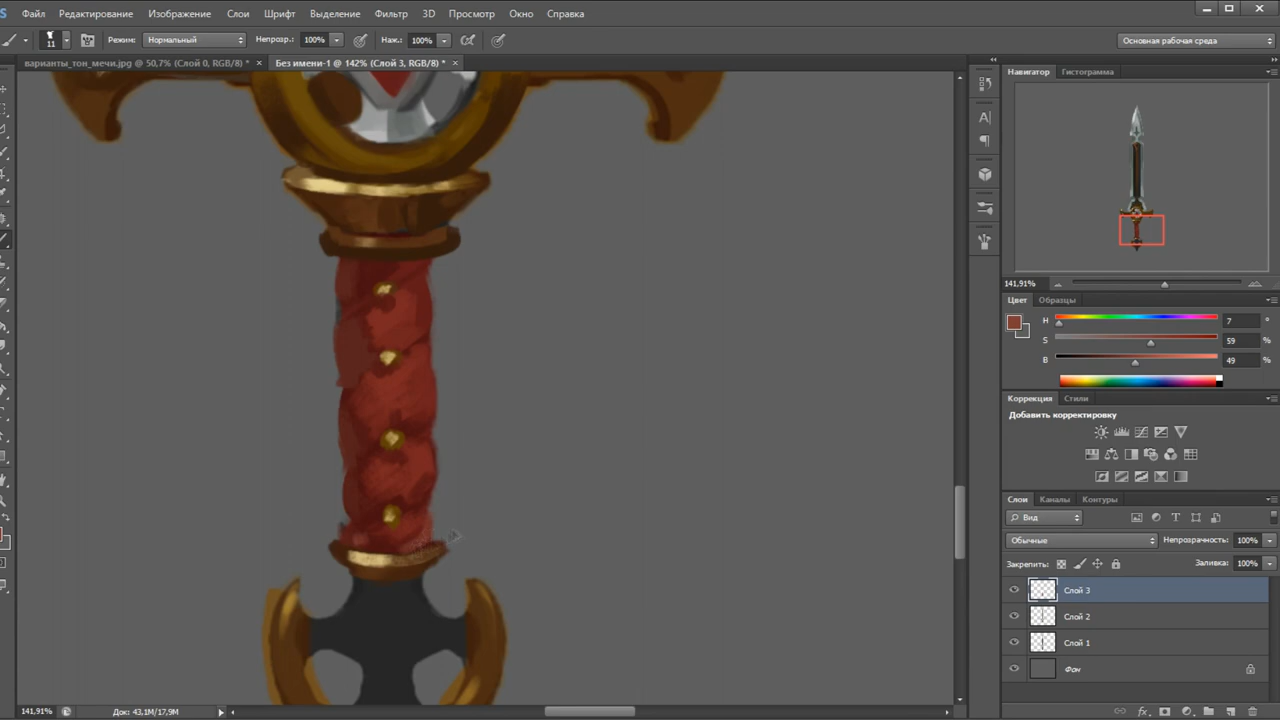 Файл Редактирование Изображение Слои Шрифт Выделение Фильтр 3D Просмотр Окно Справка
11 Режим: Нормальный Непрозр.: 100% Наж.: 100% Основная рабочая среда
варианты_тон_мечи.jpg @ 50,7% (Слой 0, RGB/8) * × Без имени-1 @ 142% (Слой 3, RGB/8) * ×
Навигатор Гистограмма
141,91%
Цвет Образцы
H 7 °
S 59 %
B 49 %
Коррекция Стили
Добавить корректировку
Слои Каналы Контуры
Вид
Обычные Непрозрачность: 100%
Закрепить: Заливка: 100%
Слой 3
Слой 2
Слой 1
Фон
141,91% Док: 43,1M/17,9M